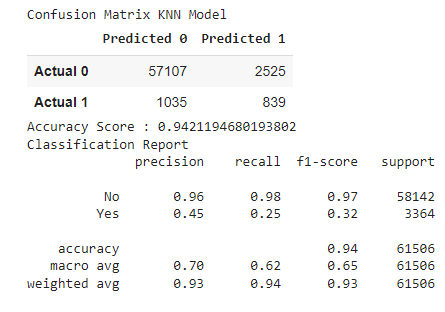 Confusion Matrix KNN Model
Predicted 0 Predicted 1
Actual 0 57107 2525
Actual 1 1035 839
Accuracy Score : 0.9421194680193802
Classification Report
precision recall f1-score support
No 0.96 0.98 0.97 58142
Yes 0.45 0.25 0.32 3364
accuracy 0.94 61506
macro avg 0.70 0.62 0.65 61506
weighted avg 0.93 0.94 0.93 61506